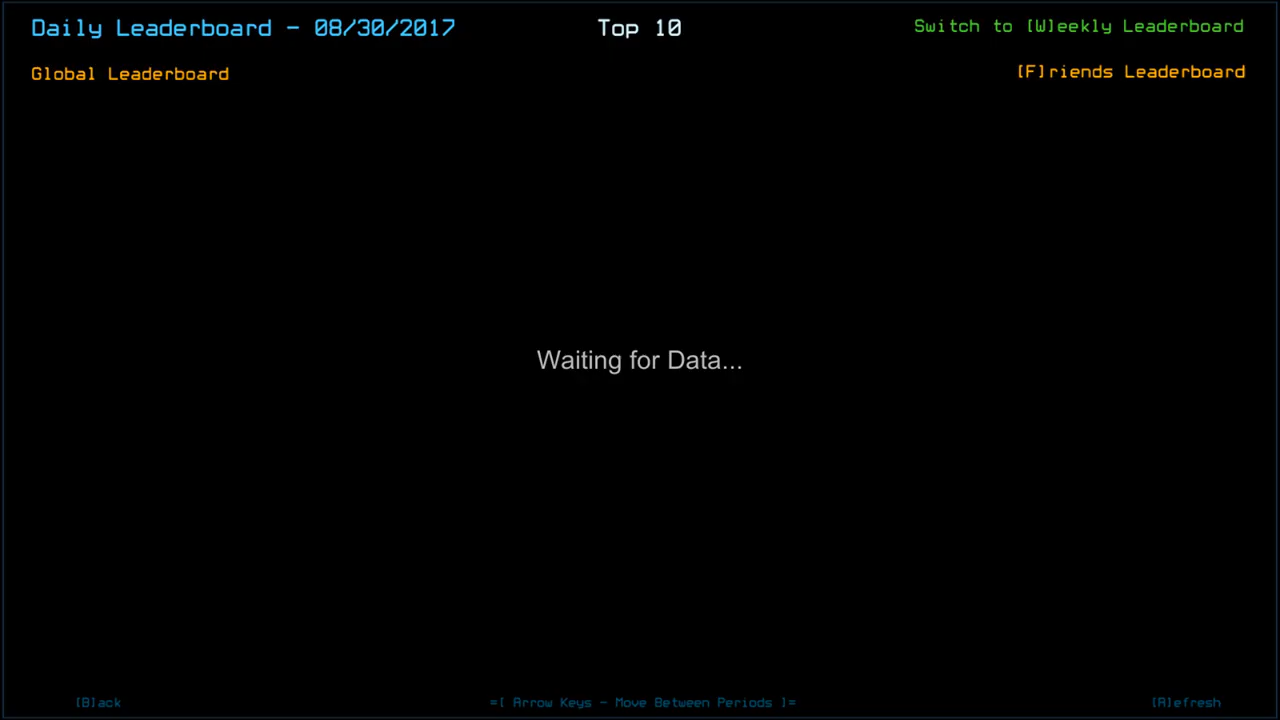 Daily Leaderboard - 08/30/2017
Top 10
Switch to [W]eekly Leaderboard
Global Leaderboard
[F]riends Leaderboard
Waiting for Data...
[B]ack
=[ Arrow Keys - Move Between Periods ]=
[R]efresh